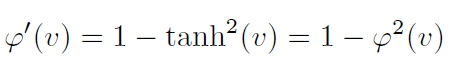 φ′(v) = 1 − tanh²(v) = 1 − φ²(v)